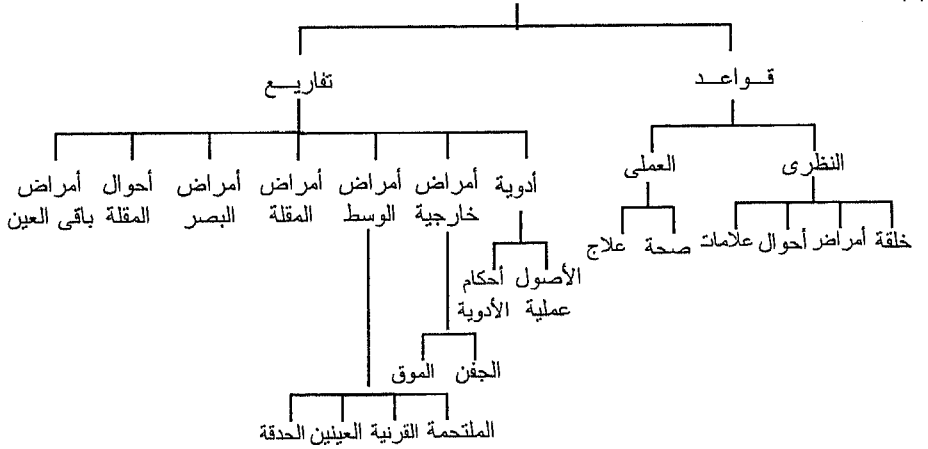 قواعد
تفاريع
النظرى
العملى
خلقة
أمراض
أحوال
علامات
صحة
علاج
أدوية
أمراض
خارجية
أمراض
الوسط
أمراض
المقلة
أمراض
البصر
أحوال
المقلة
أمراض
باقى العين
الأصول
عملية
أحكام
الأدوية
الجفن
الموق
الملتحمة
القرنية
العينين
الحدقة